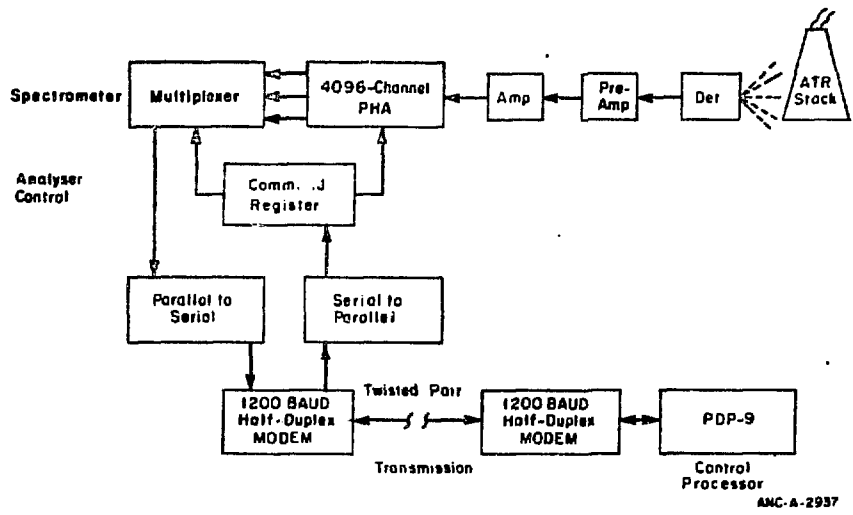 Spectrometer
Multiplexer
4096-Channel
PHA
Amp
Pre-
Amp
Det
ATR
Stack
Analyser
Control
Register
Parallel to
Serial
Serial to
Parallel
1200 BAUD
Half-Duplex
MODEM
Twisted Pair
Transmission
1200 BAUD
Half-Duplex
MODEM
PDP-9
Control
Processor
ANC-A-2937